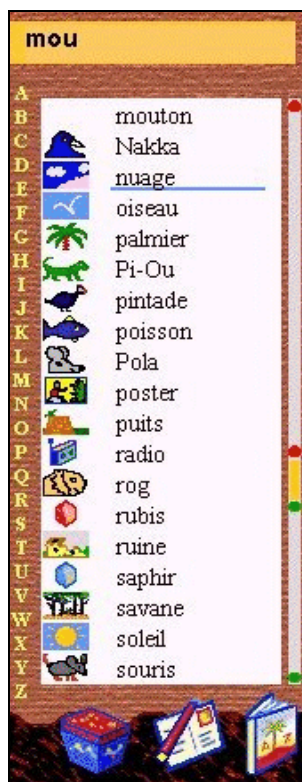 mou
A
B
C
D
E
F
G
H
I
J
K
L
M
N
O
P
Q
R
S
T
U
V
W
X
Y
Z
mouton
Nakka
nuage
oiseau
palmier
Pi-Ou
pintade
poisson
Pola
poster
puits
radio
rog
rubis
ruine
saphir
savane
soleil
souris
A Z